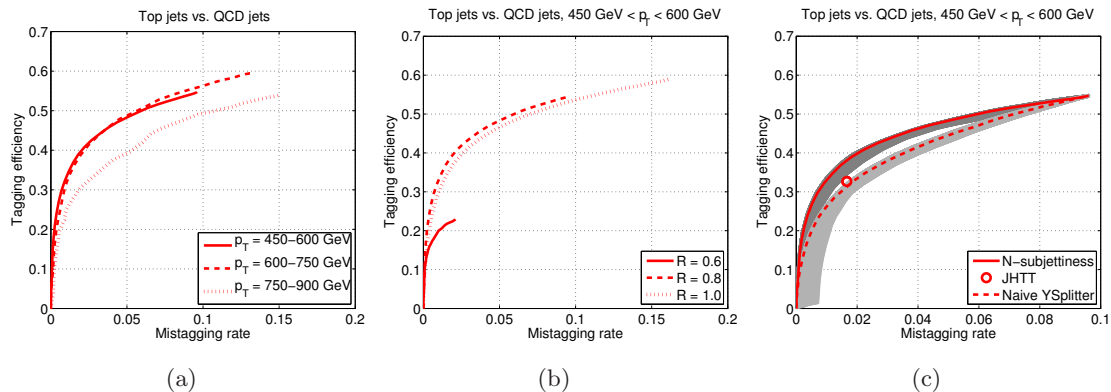 Top jets vs. QCD jets
0.7
0.6
0.5
0.4
0.3
0.2
0.1
0
Tagging efficiency
p_T = 450−600 GeV
p_T = 600−750 GeV
p_T = 750−900 GeV
0 0.05 0.1 0.15 0.2
Mistagging rate
(a)
Top jets vs. QCD jets, 450 GeV < p_T < 600 GeV
0.7
0.6
0.5
0.4
0.3
0.2
0.1
0
Tagging efficiency
R = 0.6
R = 0.8
R = 1.0
0 0.05 0.1 0.15 0.2
Mistagging rate
(b)
Top jets vs. QCD jets, 450 GeV < p_T < 600 GeV
0.7
0.6
0.5
0.4
0.3
0.2
0.1
0
Tagging efficiency
N−subjettiness
JHTT
Naive YSplitter
0 0.02 0.04 0.06 0.08 0.1
Mistagging rate
(c)